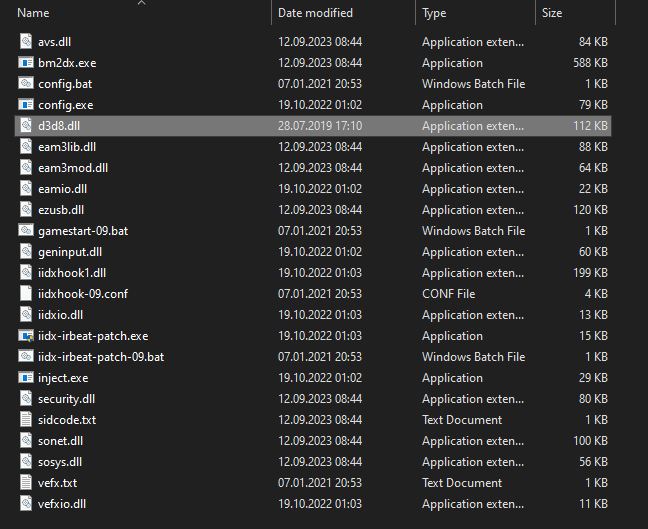 Name Date modified Type Size
avs.dll 12.09.2023 08:44 Application exten... 84 KB
bm2dx.exe 12.09.2023 08:44 Application 588 KB
config.bat 07.01.2021 20:53 Windows Batch File 1 KB
config.exe 19.10.2022 01:02 Application 79 KB
d3d8.dll 28.07.2019 17:10 Application exten... 112 KB
eam3lib.dll 12.09.2023 08:44 Application exten... 88 KB
eam3mod.dll 12.09.2023 08:44 Application exten... 64 KB
eamio.dll 19.10.2022 01:02 Application exten... 22 KB
ezusb.dll 12.09.2023 08:44 Application exten... 120 KB
gamestart-09.bat 07.01.2021 20:53 Windows Batch File 1 KB
geninput.dll 19.10.2022 01:02 Application exten... 60 KB
iidxhook1.dll 19.10.2022 01:03 Application exten... 199 KB
iidxhook-09.conf 07.01.2021 20:53 CONF File 4 KB
iidxio.dll 19.10.2022 01:03 Application exten... 13 KB
iidx-irbeat-patch.exe 19.10.2022 01:03 Application 15 KB
iidx-irbeat-patch-09.bat 07.01.2021 20:53 Windows Batch File 1 KB
inject.exe 19.10.2022 01:02 Application 29 KB
security.dll 12.09.2023 08:44 Application exten... 80 KB
sidcode.txt 12.09.2023 08:44 Text Document 1 KB
sonet.dll 12.09.2023 08:44 Application exten... 100 KB
sosys.dll 12.09.2023 08:44 Application exten... 56 KB
vefx.txt 07.01.2021 20:53 Text Document 1 KB
vefxio.dll 19.10.2022 01:03 Application exten... 11 KB